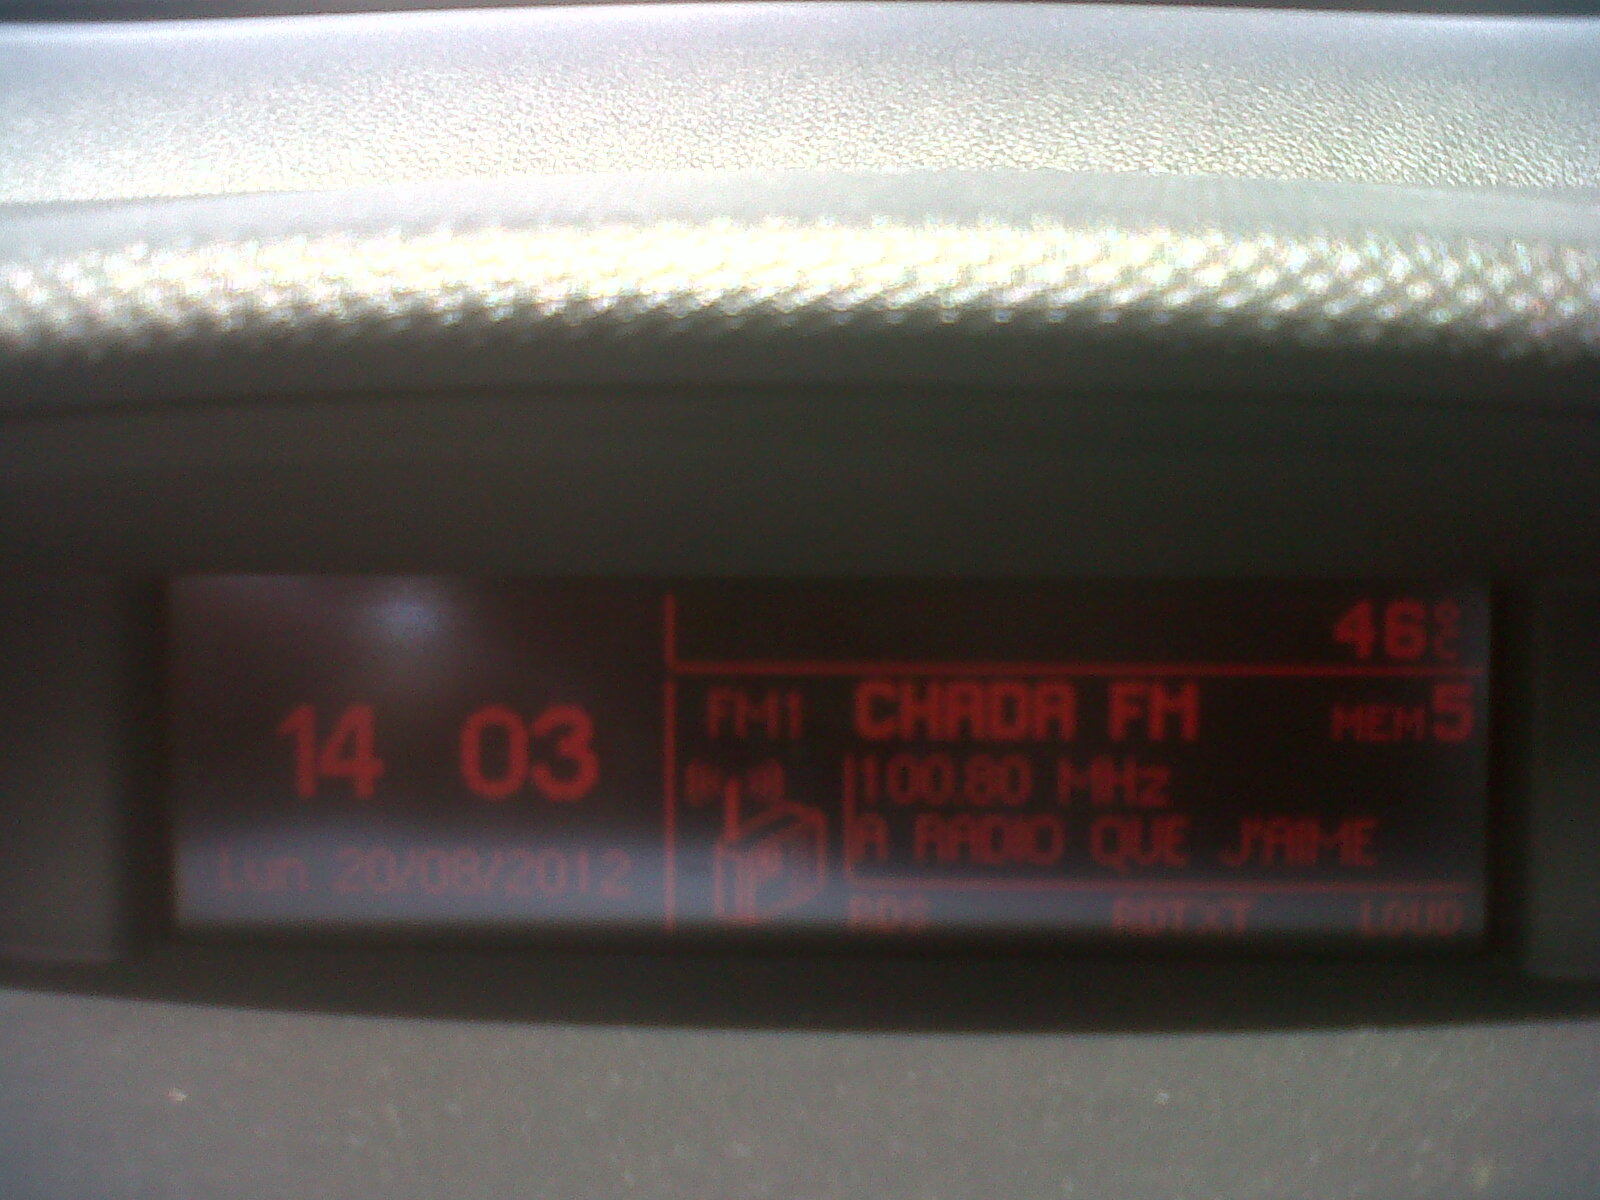 46°C
14 03
FM1 CHADA FM MEM5
100.80 MHz
A RADIO QUE J'AIME
Lun 20/08/2012
RDS RDTXT LOUD